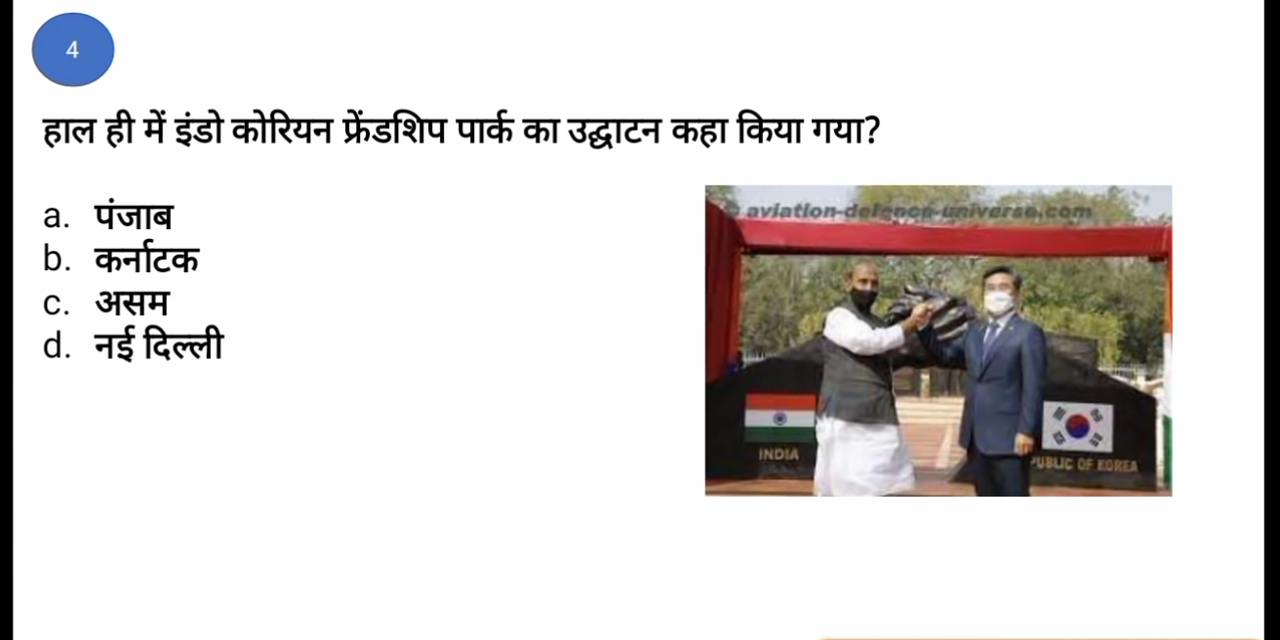 4
हाल ही में इंडो कोरियन फ्रेंडशिप पार्क का उद्घाटन कहा किया गया?
a. पंजाब
b. कर्नाटक
c. असम
d. नई दिल्ली
aviation-defence-universe.com
INDIA
PUBLIC OF KOREA